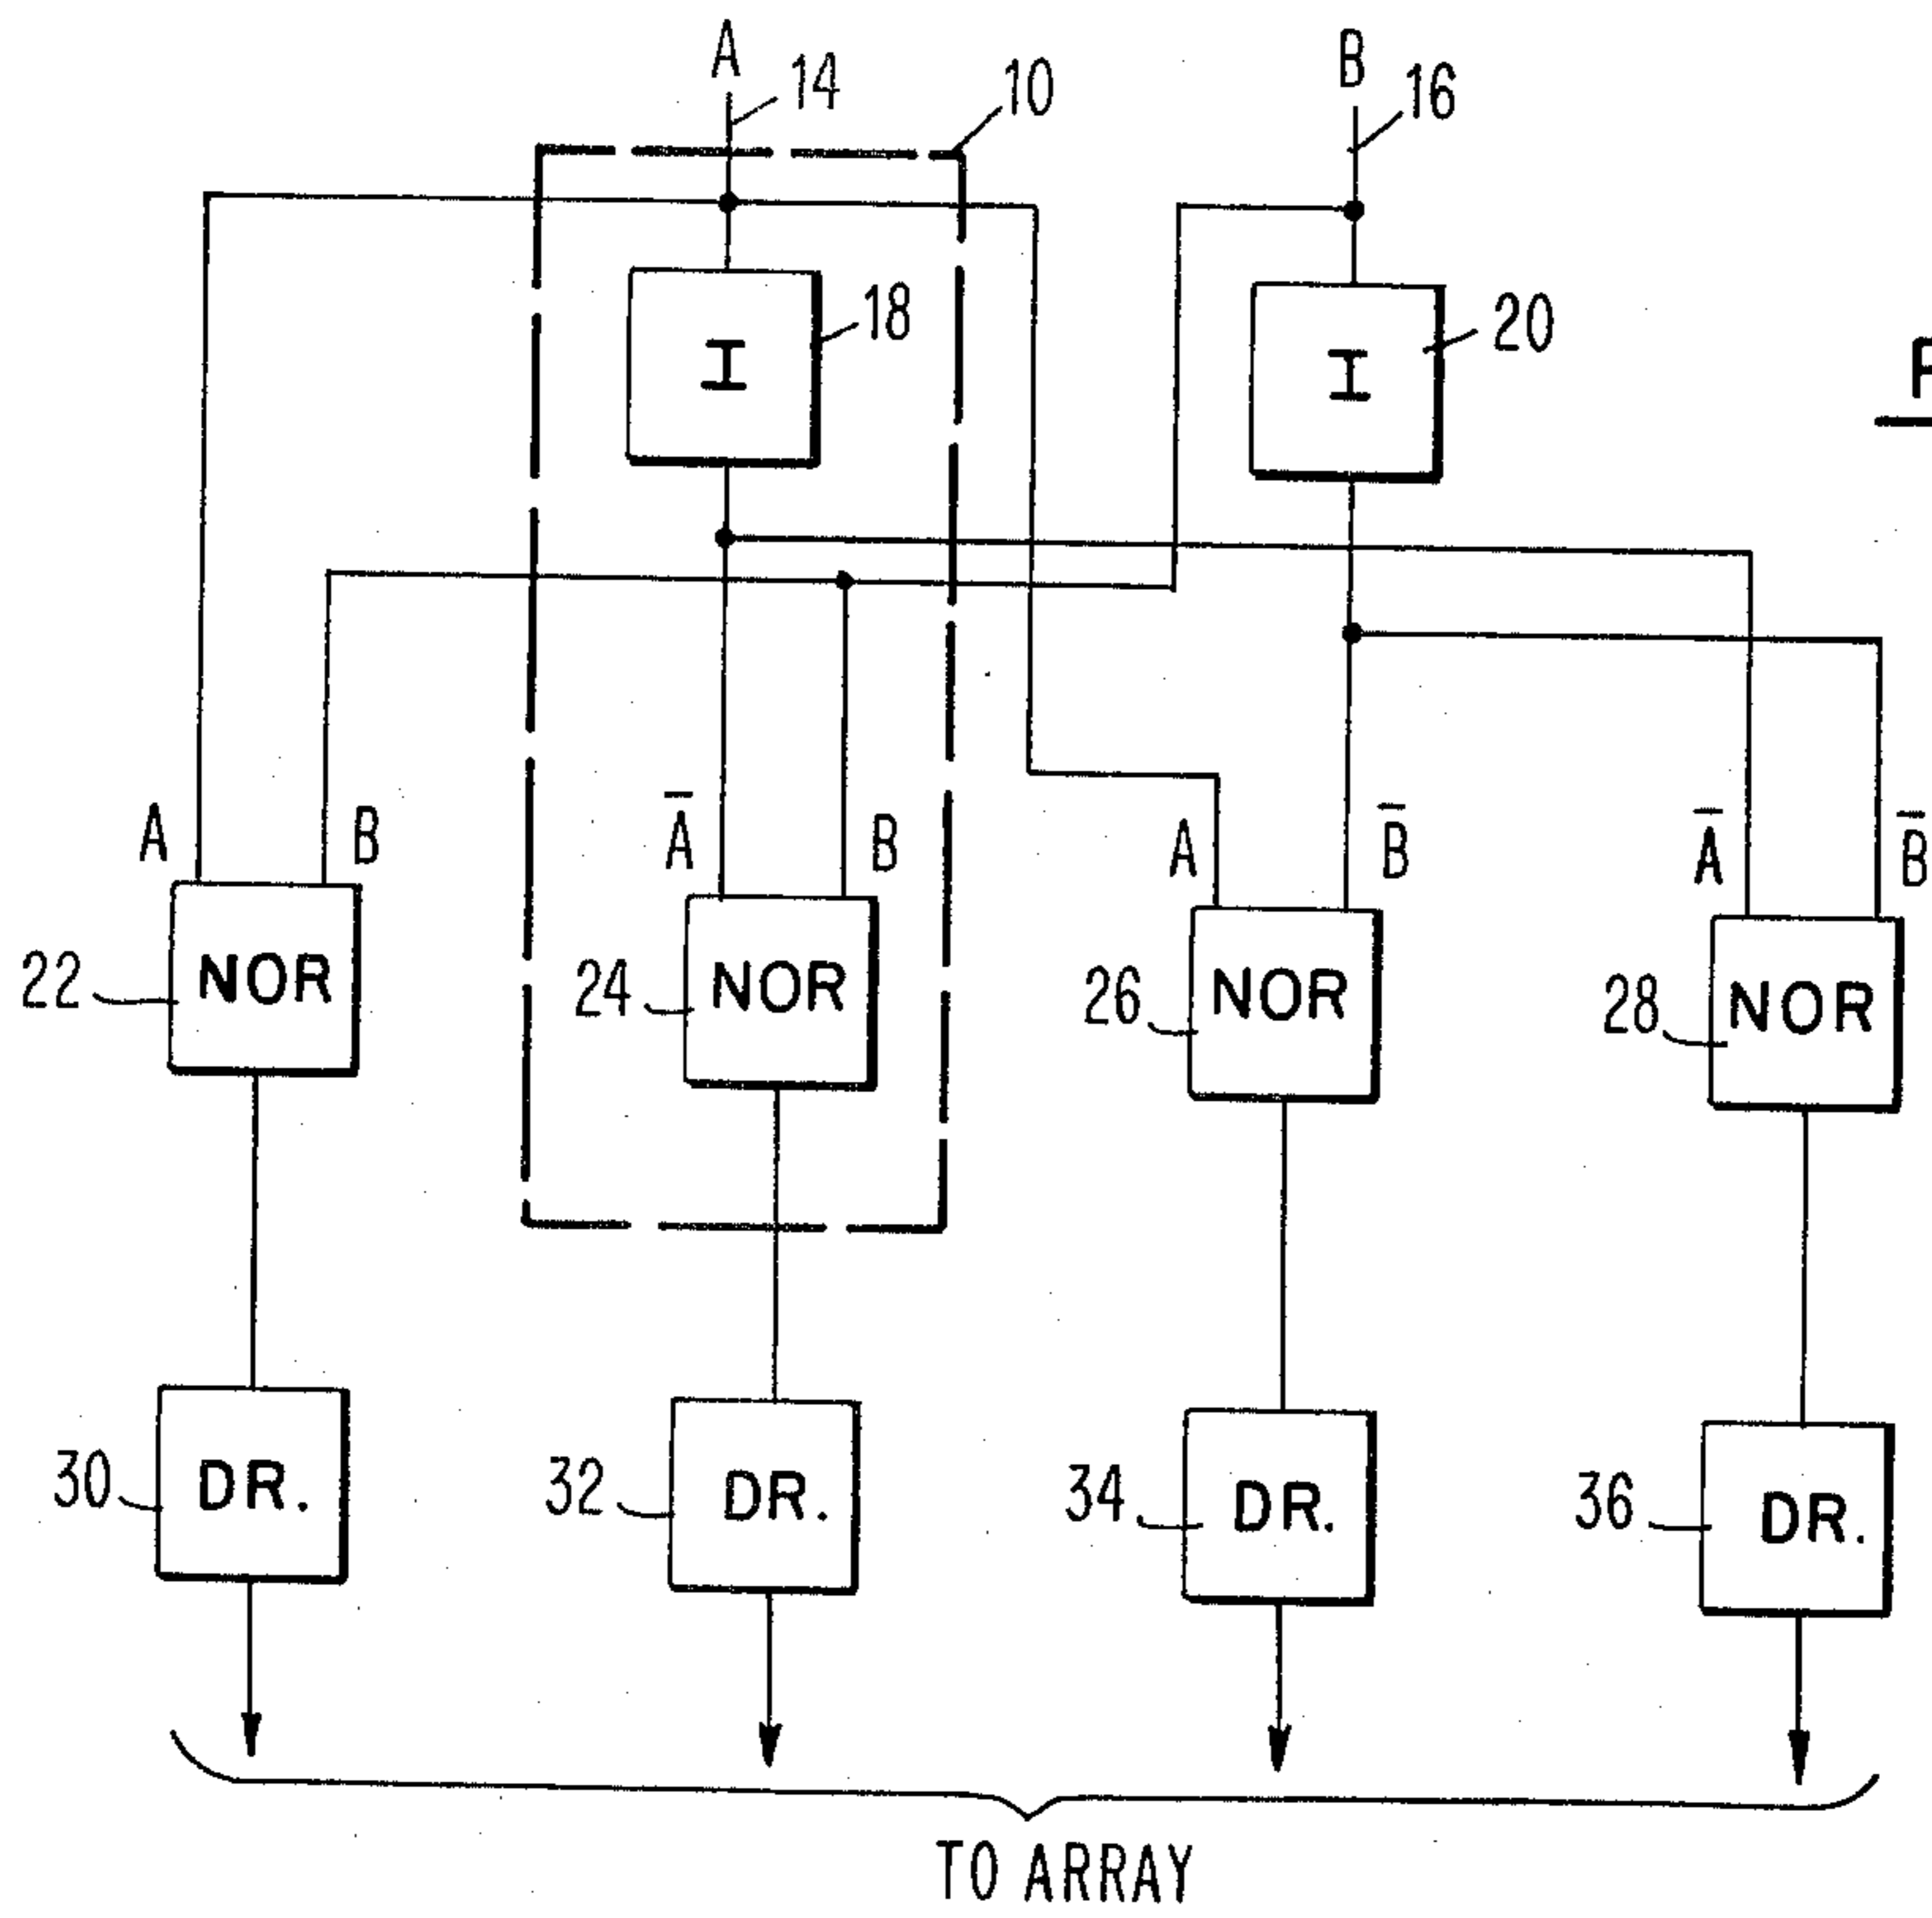 A 14 10 B 16
18 20
I I
A B A̅ B A B̅ A̅ B̅
22 NOR 24 NOR 26 NOR 28 NOR
30 DR. 32 DR. 34 DR. 36 DR.
TO ARRAY